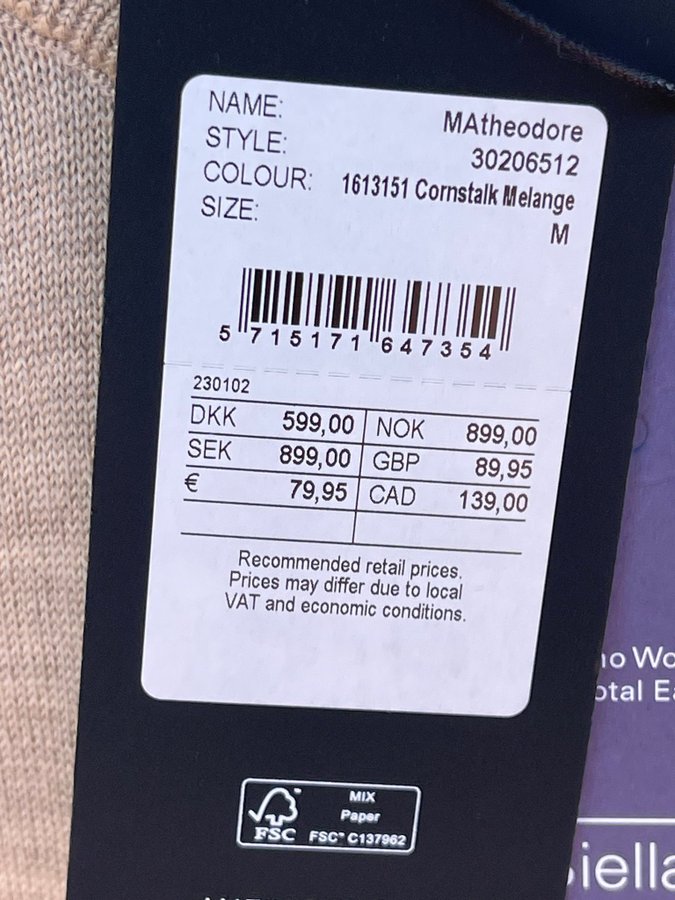 NAME: MAtheodore
STYLE: 30206512
COLOUR: 1613151 Cornstalk Melange
SIZE: M
5 715171 647354
230102
DKK 599,00 NOK 899,00
SEK 899,00 GBP 89,95
€ 79,95 CAD 139,00
Recommended retail prices.
Prices may differ due to local
VAT and economic conditions.
MIX
Paper
FSC FSC™ C137962